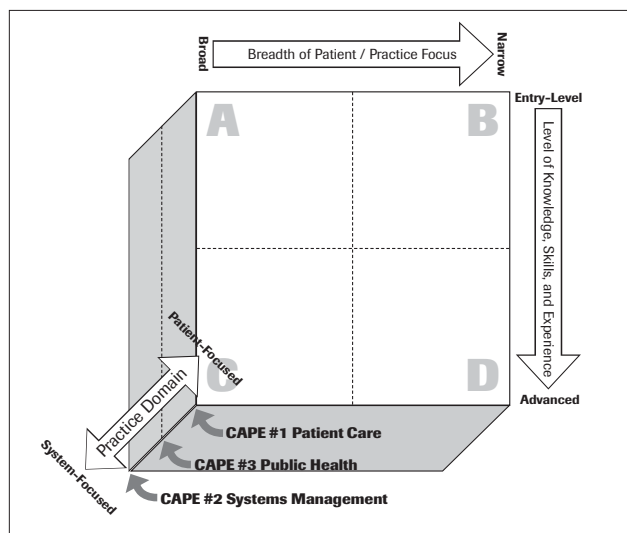 Broad
Breadth of Patient / Practice Focus
Narrow
A
B
Entry-Level
Level of Knowledge, Skills, and Experience
Patient-Focused
C
D
Advanced
Practice Domain
System-Focused
CAPE #1 Patient Care
CAPE #3 Public Health
CAPE #2 Systems Management